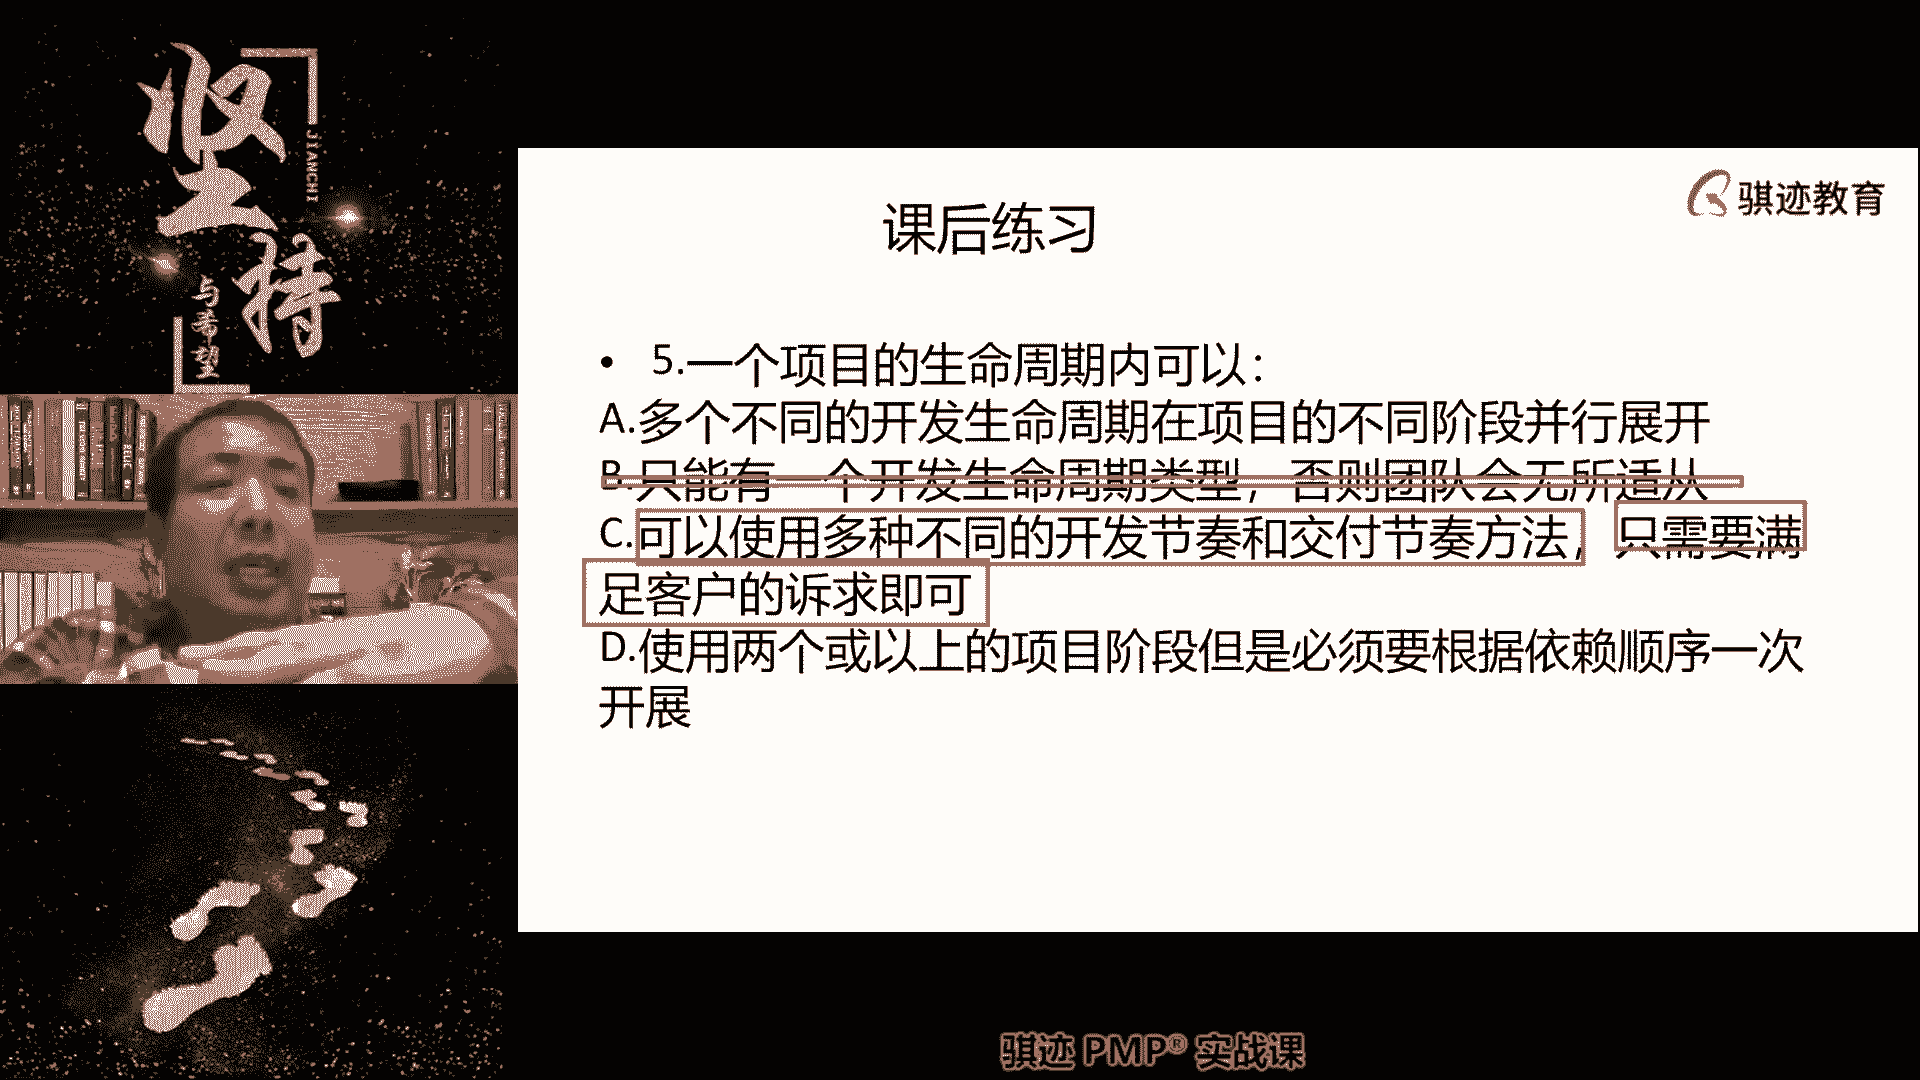 坚持
JIANCHI
与希望
骐迹教育
课后练习
• 5.一个项目的生命周期内可以：
A.多个不同的开发生命周期在项目的不同阶段并行展开
B.只能有一个开发生命周期类型，否则团队会无所适从
C.可以使用多种不同的开发节奏和交付节奏方法，只需要满
足客户的诉求即可
D.使用两个或以上的项目阶段但是必须要根据依赖顺序一次
开展
骐迹 PMP® 实战课